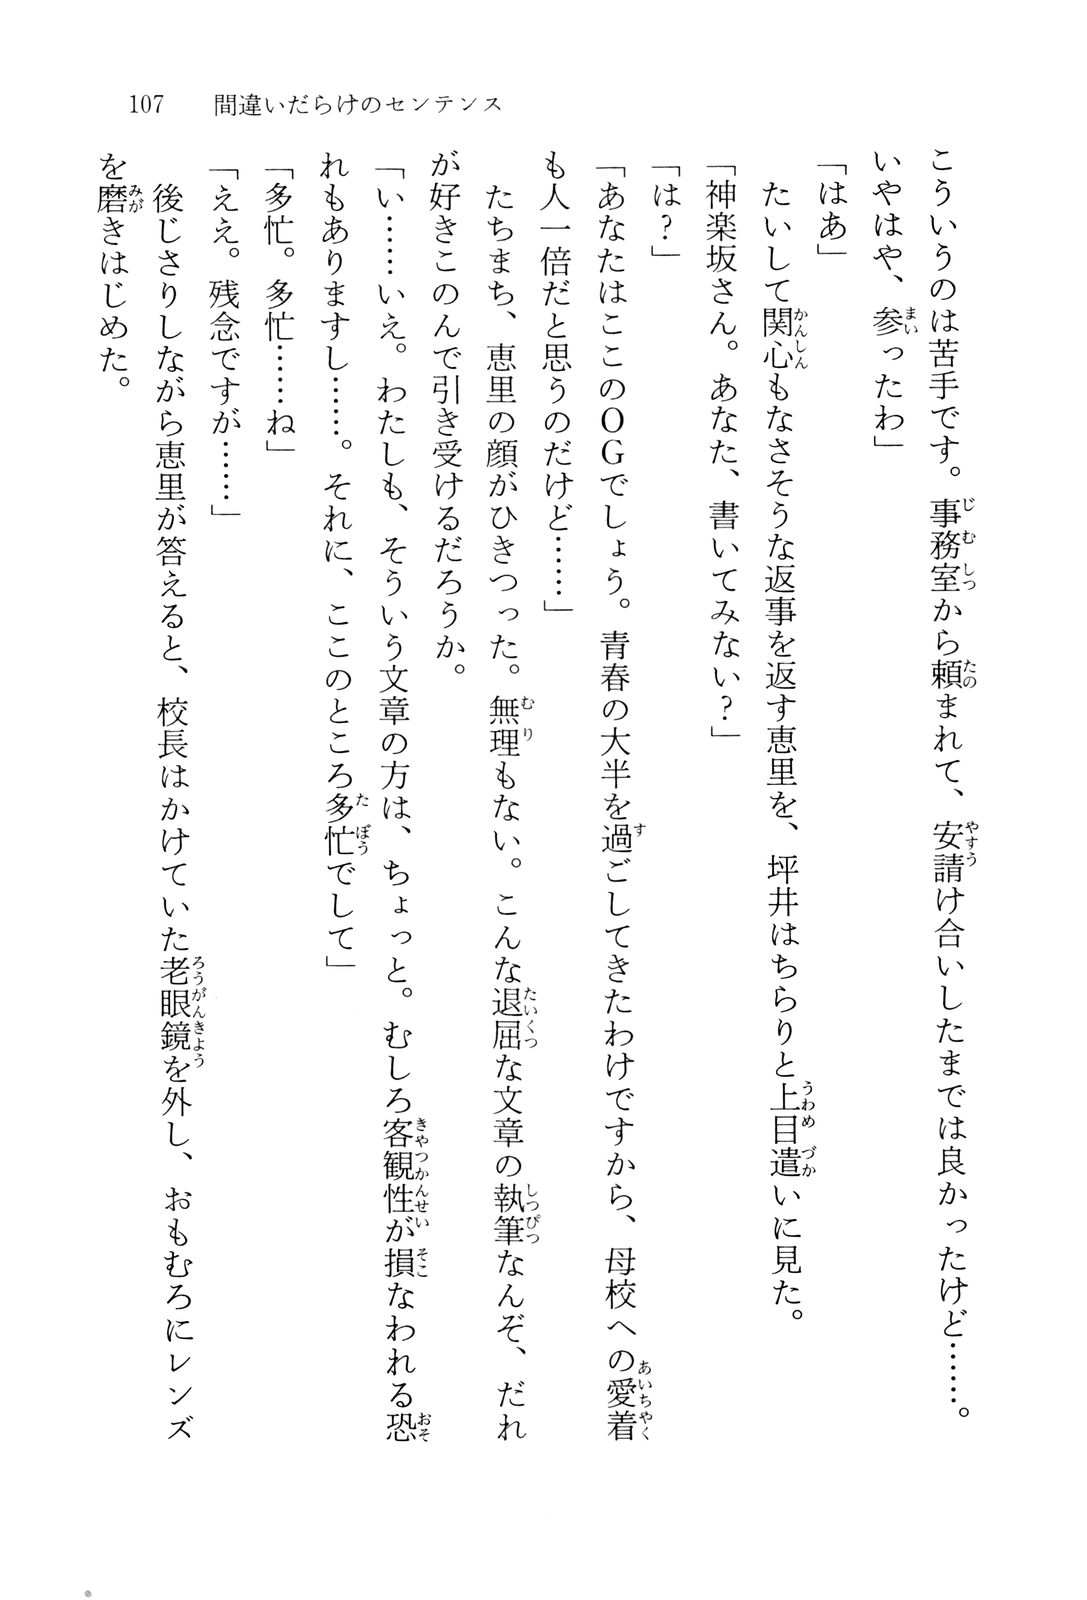 107 間違いだらけのセンテンス
こういうのは苦手です。事務室から頼まれて、安請け合いしたまでは良かったけど……。
いやはや、参ったわ」
「はあ」
たいして関心もなさそうな返事を返す恵里を、坪井はちらりと上目遣いに見た。
「神楽坂さん。あなた、書いてみない？」
「は？」
「あなたはここのＯＧでしょう。青春の大半を過ごしてきたわけですから、母校への愛着
も人一倍だと思うのだけど……」
たちまち、恵里の顔がひきつった。無理もない。こんな退屈な文章の執筆なんぞ、だれ
が好きこのんで引き受けるだろうか。
「い……いえ。わたしも、そういう文章の方は、ちょっと。むしろ客観性が損なわれる恐
れもありますし……。それに、ここのところ多忙でして」
「多忙。多忙……ね」
「ええ。残念ですが……」
後じさりしながら恵里が答えると、校長はかけていた老眼鏡を外し、おもむろにレンズ
を磨きはじめた。